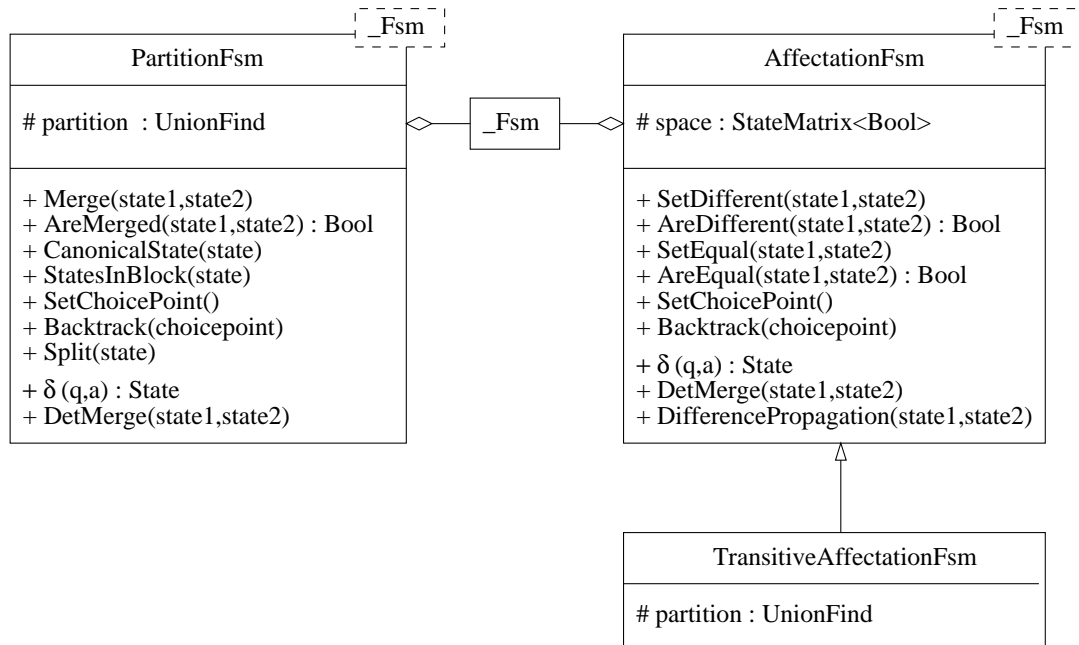 _Fsm
PartitionFsm
# partition : UnionFind
+ Merge(state1,state2)
+ AreMerged(state1,state2) : Bool
+ CanonicalState(state)
+ StatesInBlock(state)
+ SetChoicePoint()
+ Backtrack(choicepoint)
+ Split(state)
+ δ (q,a) : State
+ DetMerge(state1,state2)
_Fsm
_Fsm
AffectationFsm
# space : StateMatrix<Bool>
+ SetDifferent(state1,state2)
+ AreDifferent(state1,state2) : Bool
+ SetEqual(state1,state2)
+ AreEqual(state1,state2) : Bool
+ SetChoicePoint()
+ Backtrack(choicepoint)
+ δ (q,a) : State
+ DetMerge(state1,state2)
+ DifferencePropagation(state1,state2)
TransitiveAffectationFsm
# partition : UnionFind